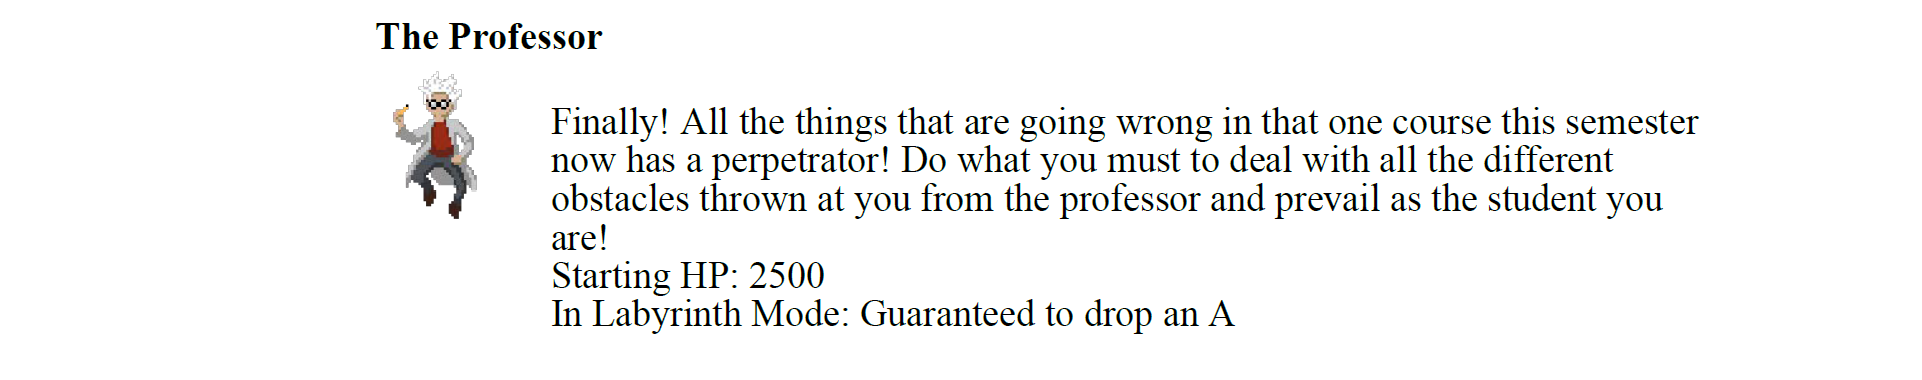 The Professor
Finally! All the things that are going wrong in that one course this semester
now has a perpetrator! Do what you must to deal with all the different
obstacles thrown at you from the professor and prevail as the student you
are!
Starting HP: 2500
In Labyrinth Mode: Guaranteed to drop an A